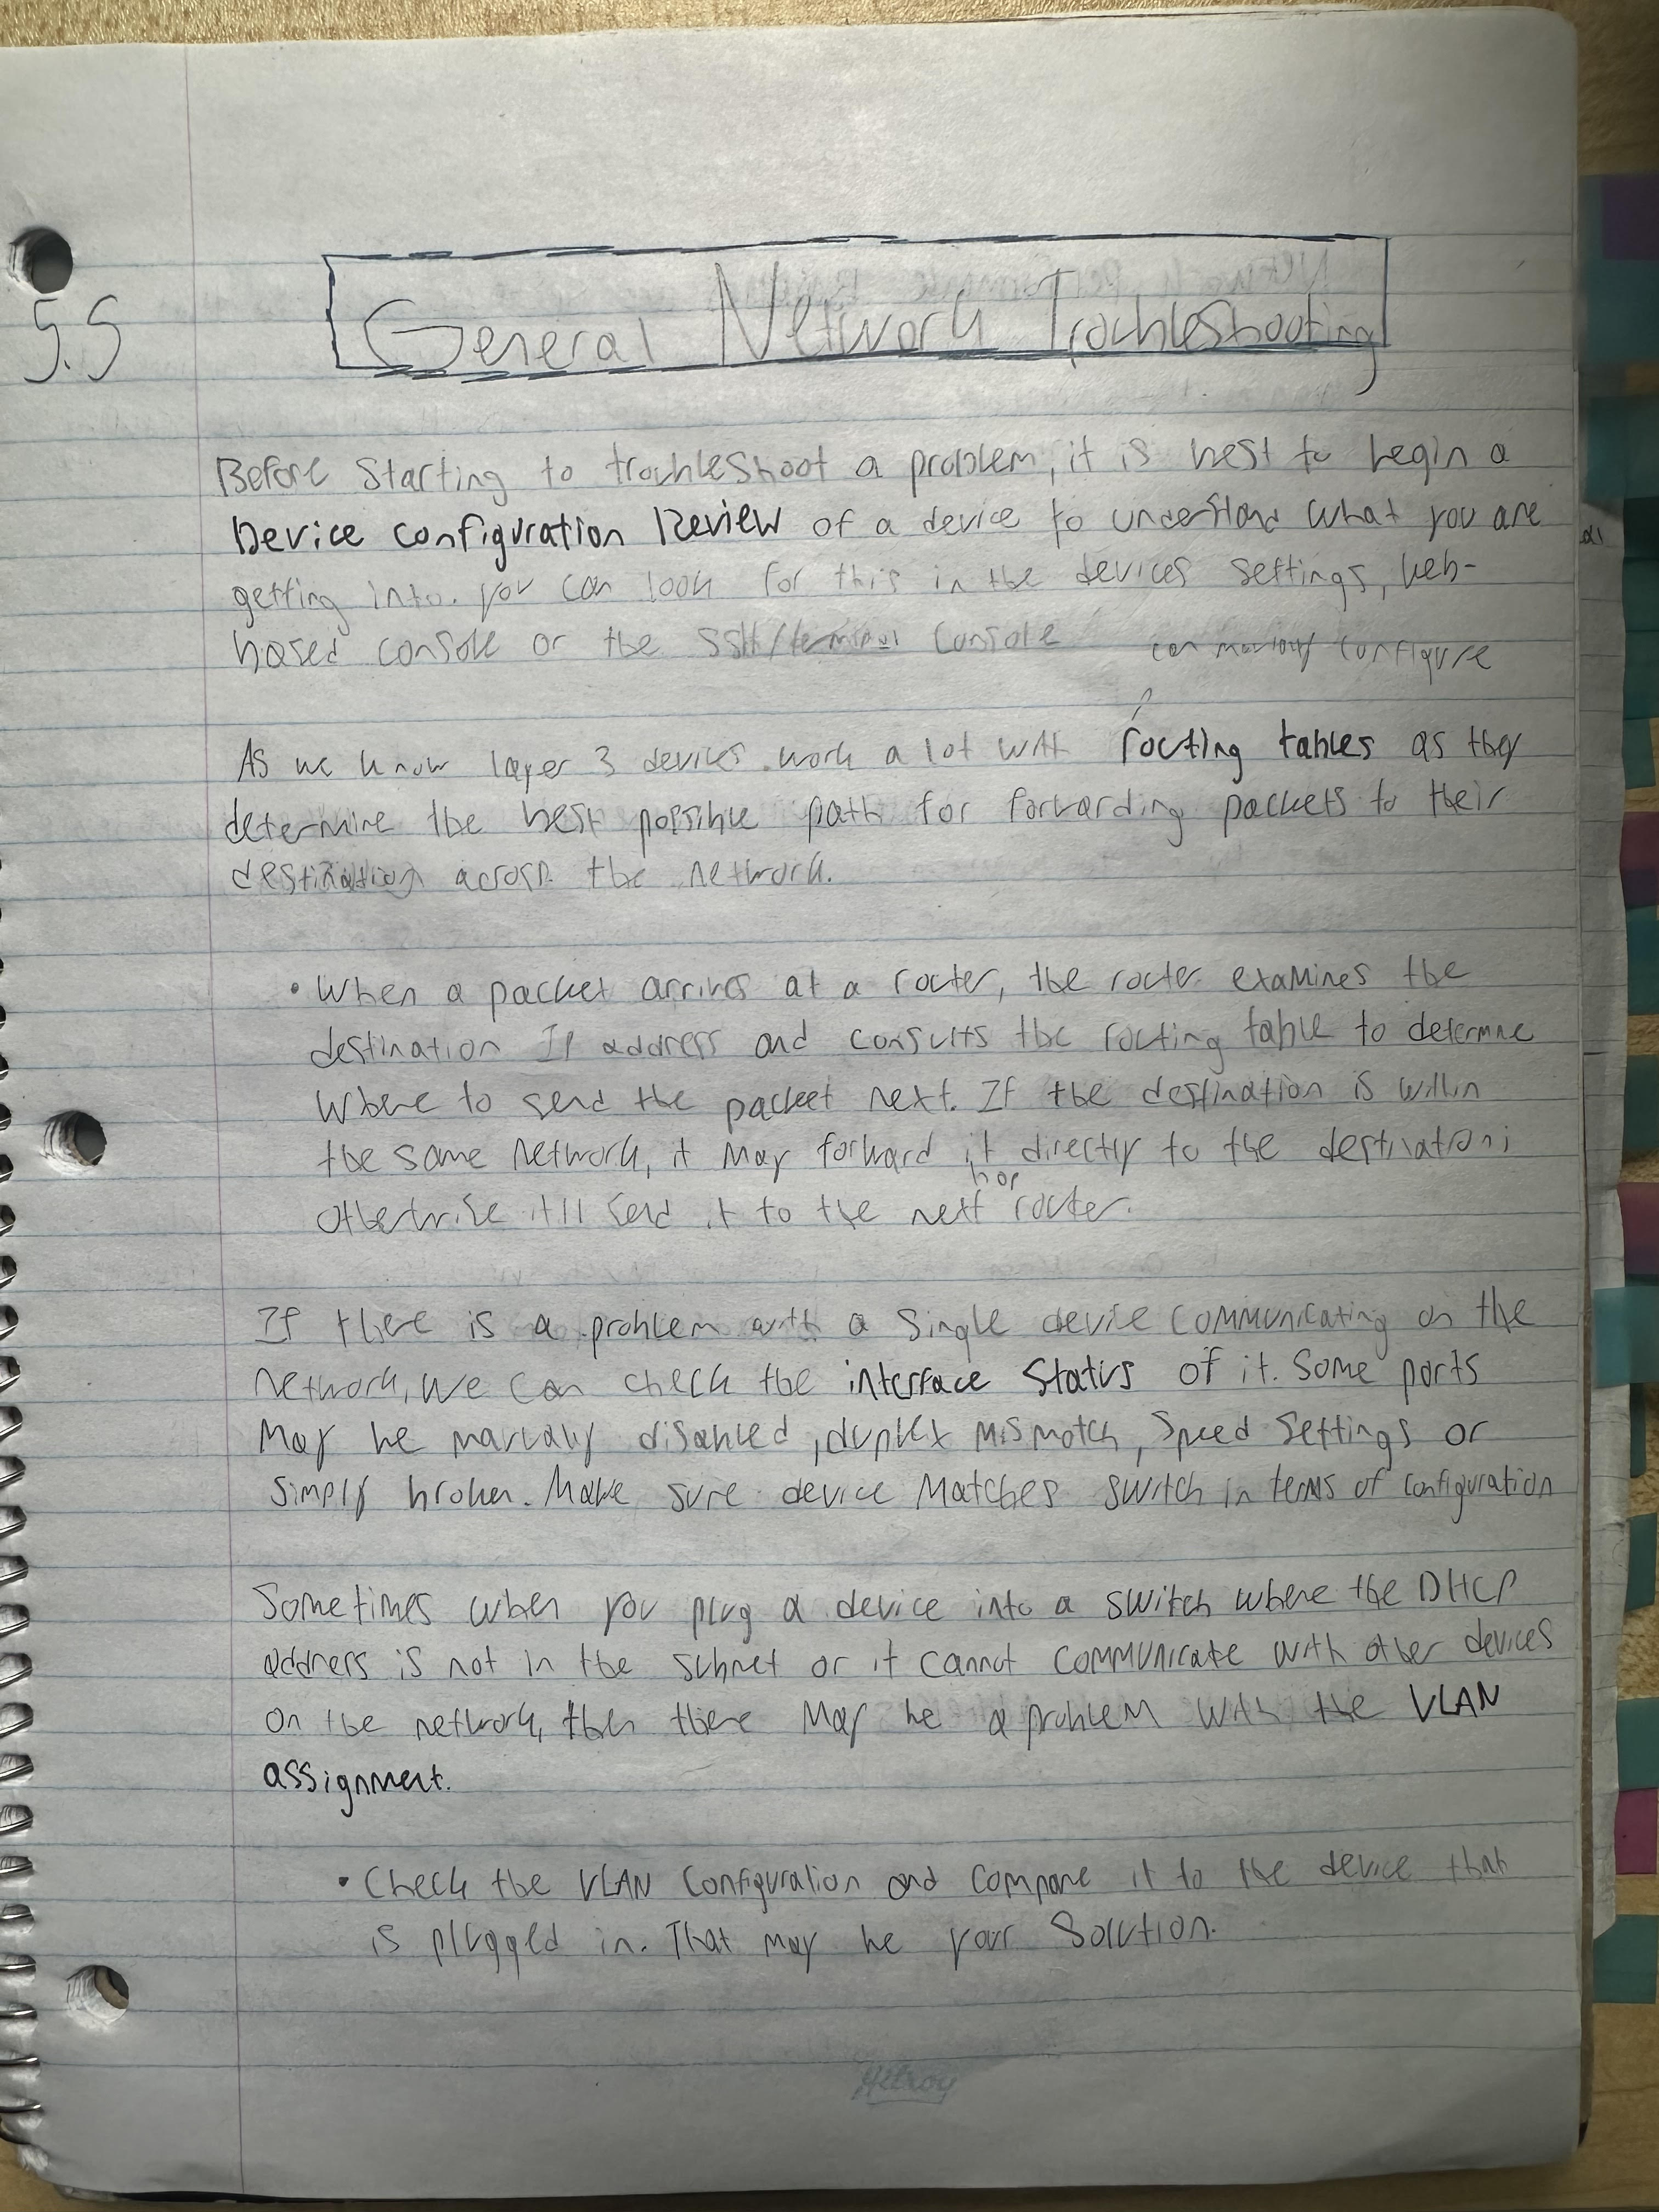 5.5
General Network Troubleshooting
Before starting to troubleshoot a problem, it is best to begin a
Device configuration Review of a device to understand what you are
getting into. you can look for this in the devices settings, web-
based console or the SSH/terminal console
can manually configure
As we know layer 3 devices work a lot with routing tables as they
determine the best possible path for forwarding packets to their
destination across the network.
• When a packet arrives at a router, the router examines the
destination IP address and consults the routing table to determine
where to send the packet next. If the destination is within
the same network, it may forward it directly to the destination;
hop
otherwise it'll send it to the next router.
If there is a problem with a single device communicating on the
network, we can check the interface status of it. Some ports
may be manually disabled, duplex mismatch, speed settings or
simply broken. Make sure device matches switch in terms of configuration
Sometimes when you plug a device into a switch where the DHCP
address is not in the subnet or it cannot communicate with other devices
on the network, then there may be a problem with the VLAN
assignment.
• Check the VLAN configuration and compare it to the device that
is plugged in. That may be your solution.
Hilroy